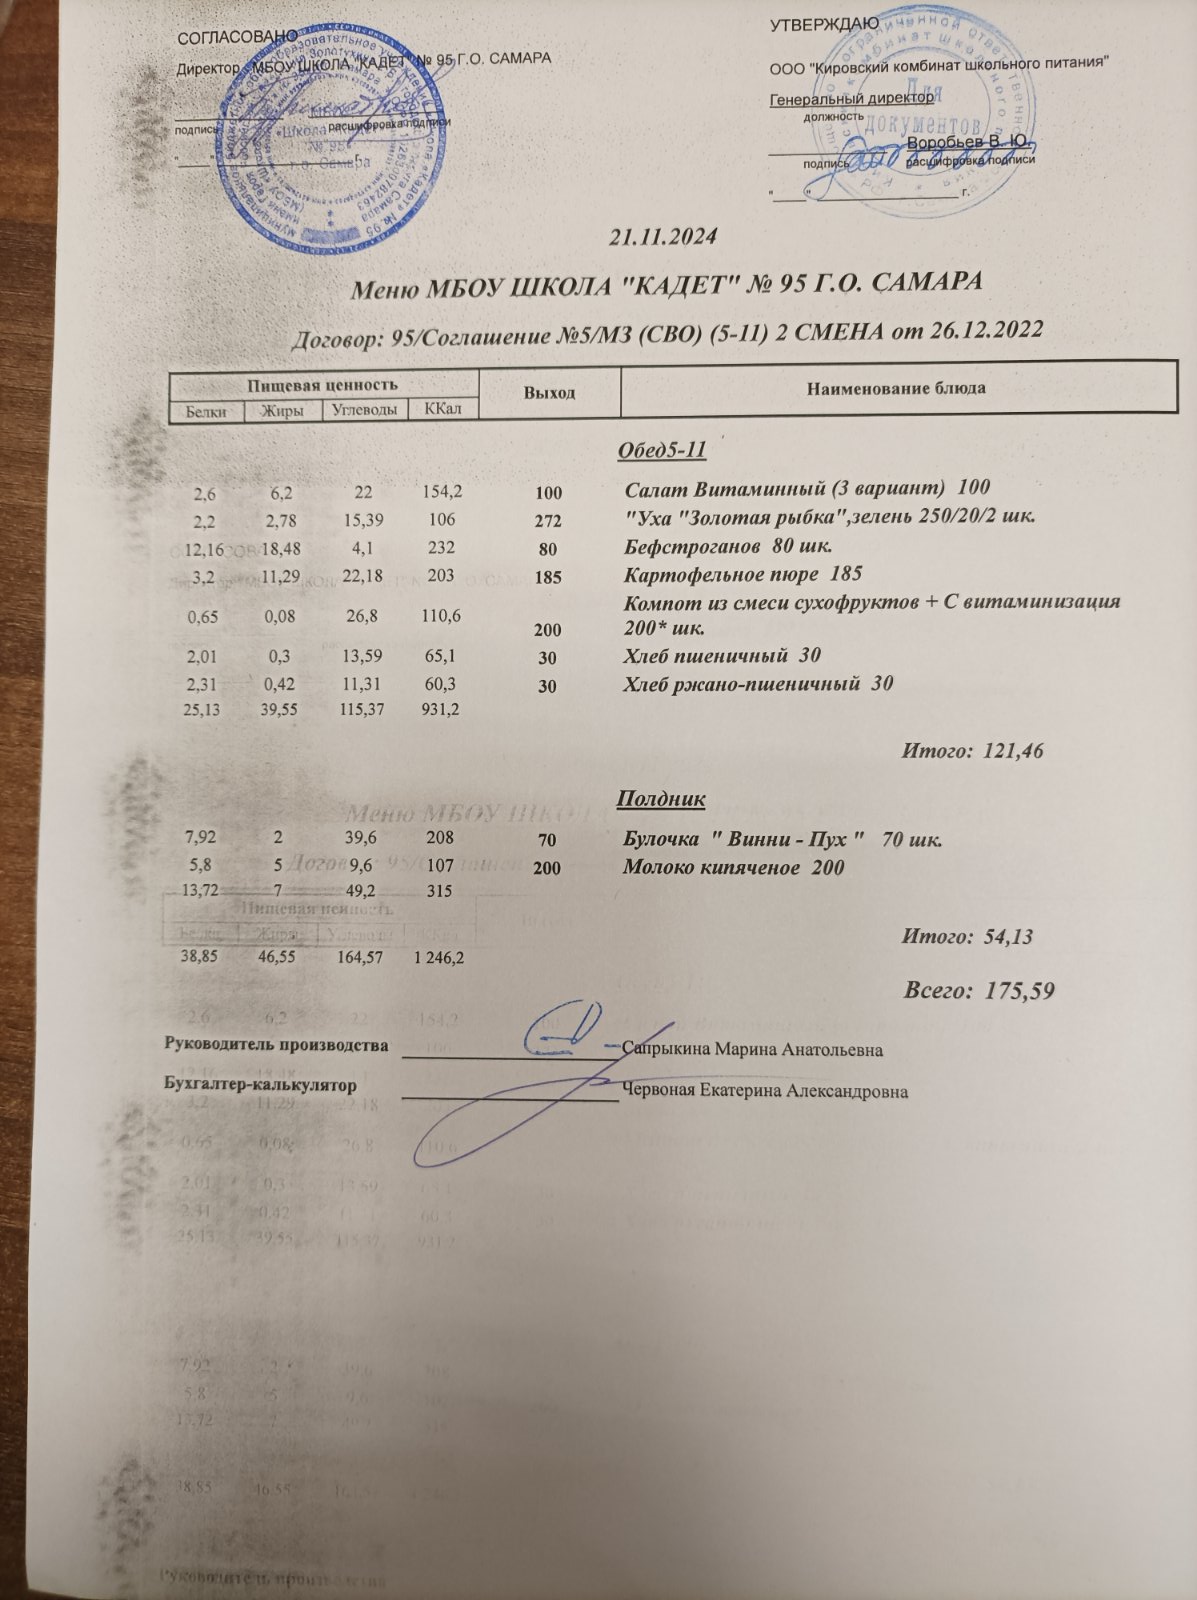 СОГЛАСОВАНО
Директор МБОУ ШКОЛА "КАДЕТ" № 95 Г.О. САМАРА
подпись расшифровка подписи
УТВЕРЖДАЮ
ООО "Кировский комбинат школьного питания"
Генеральный директор
должность
Для документов
Воробьев В. Ю.
подпись расшифровка подписи
"____" ________________ г.
21.11.2024
Меню МБОУ ШКОЛА "КАДЕТ" № 95 Г.О. САМАРА
Договор: 95/Соглашение №5/МЗ (СВО) (5-11) 2 СМЕНА от 26.12.2022
Пищевая ценность Выход Наименование блюда
Белки Жиры Углеводы ККал
Обед5-11
2,6 6,2 22 154,2 100 Салат Витаминный (3 вариант) 100
2,2 2,78 15,39 106 272 "Уха "Золотая рыбка",зелень 250/20/2 шк.
12,16 18,48 4,1 232 80 Бефстроганов 80 шк.
3,2 11,29 22,18 203 185 Картофельное пюре 185
0,65 0,08 26,8 110,6 200 Компот из смеси сухофруктов + С витаминизация
200* шк.
2,01 0,3 13,59 65,1 30 Хлеб пшеничный 30
2,31 0,42 11,31 60,3 30 Хлеб ржано-пшеничный 30
25,13 39,55 115,37 931,2
Итого: 121,46
Полдник
7,92 2 39,6 208 70 Булочка " Винни - Пух " 70 шк.
5,8 5 9,6 107 200 Молоко кипяченое 200
13,72 7 49,2 315
Итого: 54,13
38,85 46,55 164,57 1 246,2
Всего: 175,59
Руководитель производства Сапрыкина Марина Анатольевна
Бухгалтер-калькулятор Червоная Екатерина Александровна